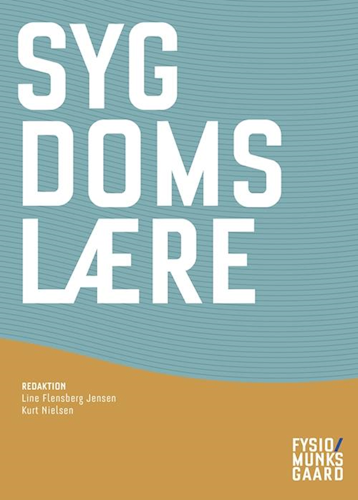 SYG
DOMS
LÆRE
REDAKTION
Line Flensberg Jensen
Kurt Nielsen
FYSIO/
MUNKS
GAARD